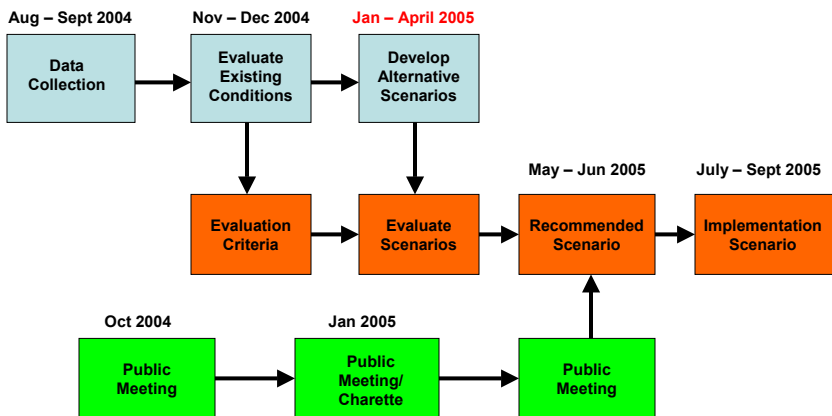 Aug – Sept 2004
Nov – Dec 2004
Jan – April 2005
Data
Collection
Evaluate
Existing
Conditions
Develop
Alternative
Scenarios
May – Jun 2005
July – Sept 2005
Evaluation
Criteria
Evaluate
Scenarios
Recommended
Scenario
Implementation
Scenario
Oct 2004
Jan 2005
Public
Meeting
Public
Meeting/
Charette
Public
Meeting